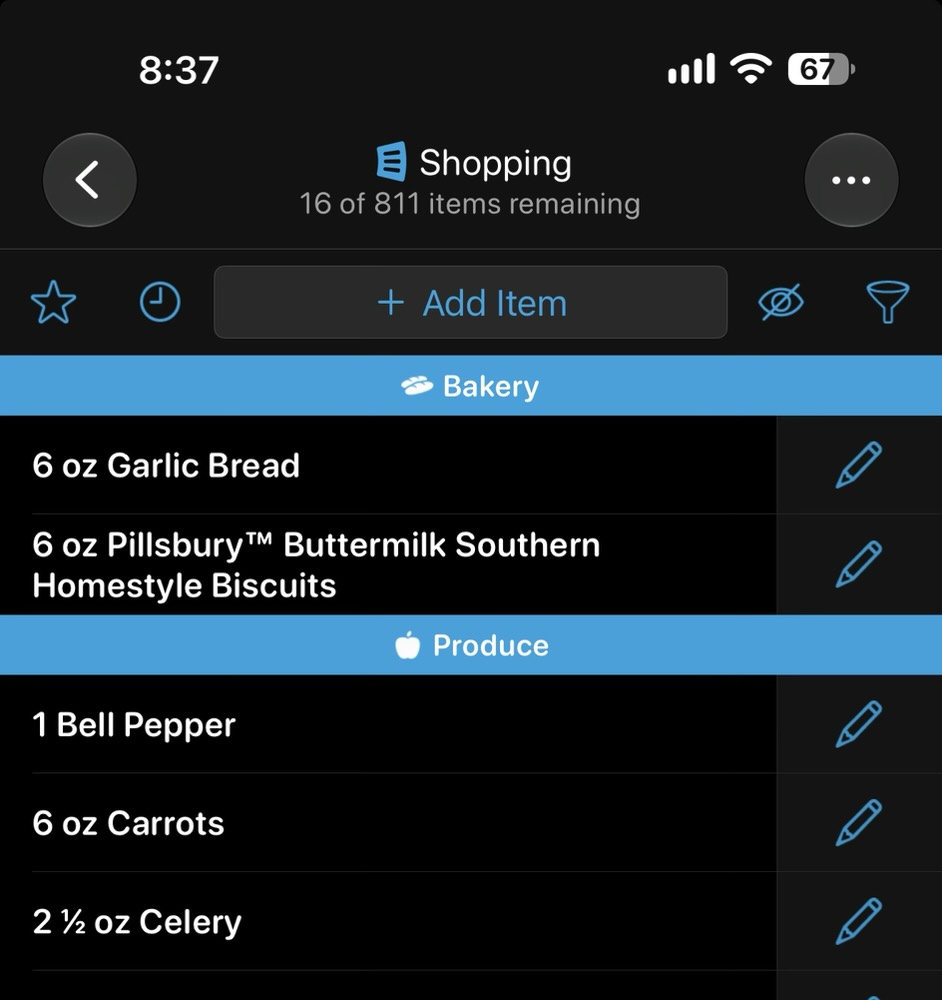 8:37
67
Shopping
16 of 811 items remaining
+ Add Item
Bakery
6 oz Garlic Bread
6 oz Pillsbury™ Buttermilk Southern
Homestyle Biscuits
Produce
1 Bell Pepper
6 oz Carrots
2 ½ oz Celery